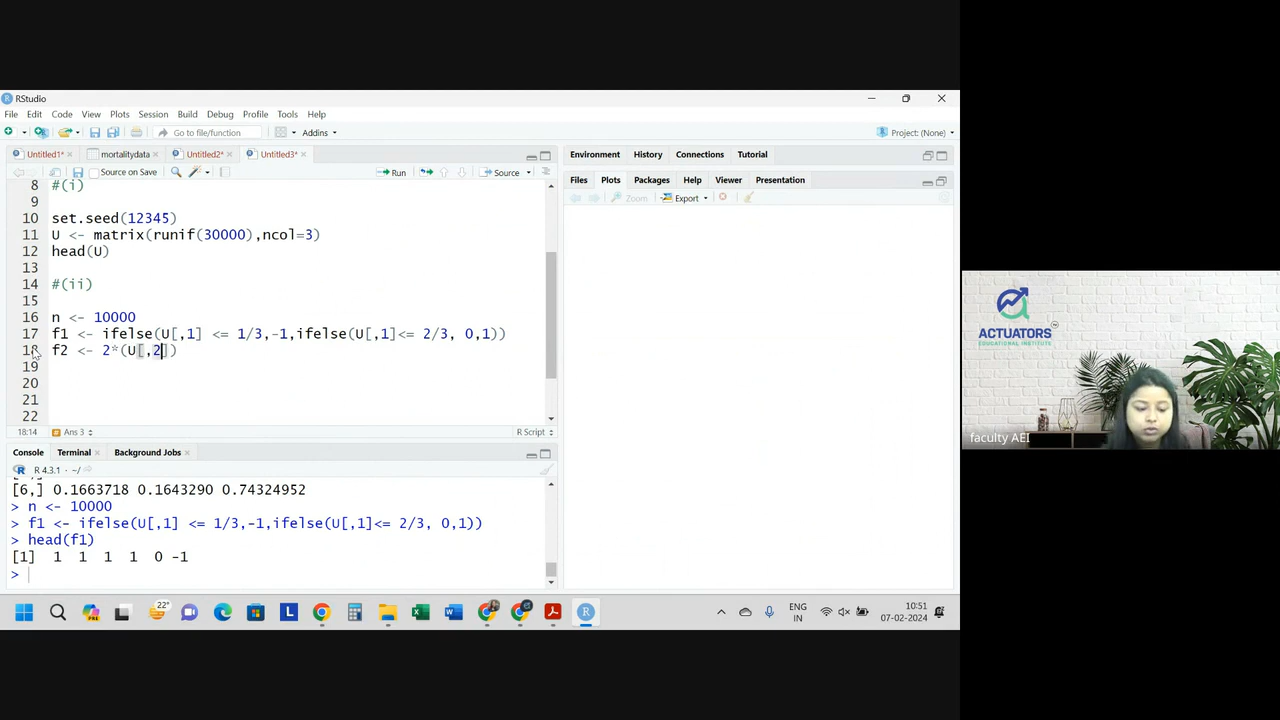 RStudio
File Edit Code View Plots Session Build Debug Profile Tools Help
Go to file/function Addins Project: (None)
Untitled1* mortalitydata Untitled2* Untitled3*
Source on Save Run Source
8 #(i)
9
10 set.seed(12345)
11 U <- matrix(runif(30000),ncol=3)
12 head(U)
13
14 #(ii)
15
16 n <- 10000
17 f1 <- ifelse(U[,1] <= 1/3,-1,ifelse(U[,1]<= 2/3, 0,1))
18 f2 <- 2*(U[,2])
19
20
21
22
18:14 Ans 3 R Script
Console Terminal Background Jobs
R 4.3.1 · ~/
[6,] 0.1663718 0.1643290 0.74324952
> n <- 10000
> f1 <- ifelse(U[,1] <= 1/3,-1,ifelse(U[,1]<= 2/3, 0,1))
> head(f1)
[1] 1 1 1 1 0 -1
>
Environment History Connections Tutorial
Files Plots Packages Help Viewer Presentation
Zoom Export
ACTUATORS
EDUCATIONAL INSTITUTE
faculty AEI
22°
ENG
IN
10:51
07-02-2024